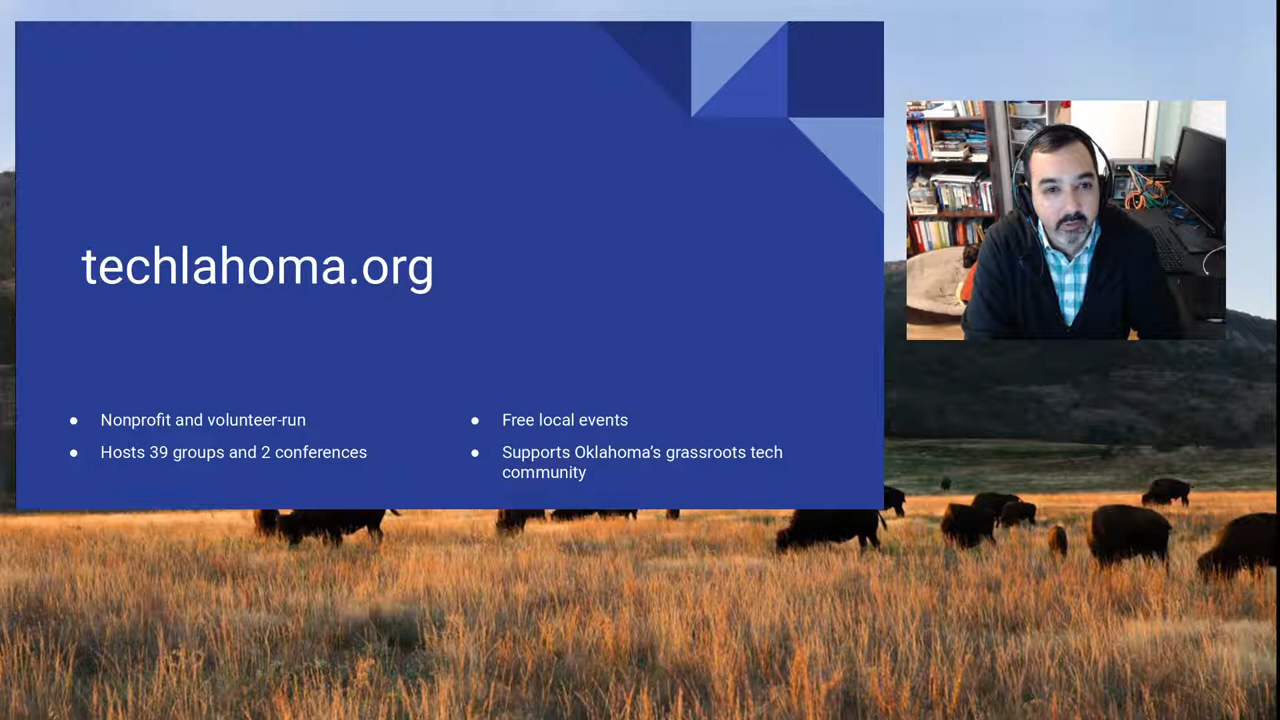 techlahoma.org
● Nonprofit and volunteer-run
● Hosts 39 groups and 2 conferences
● Free local events
● Supports Oklahoma's grassroots tech
community